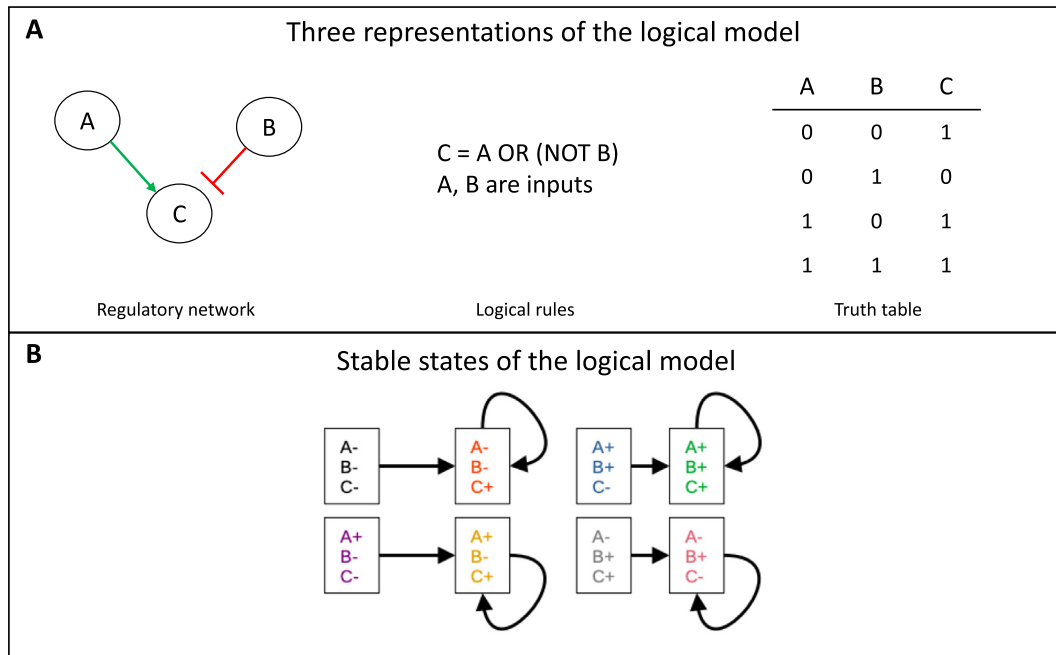 A
Three representations of the logical model
A
B
C
C = A OR (NOT B)
A, B are inputs
A B C
0 0 1
0 1 0
1 0 1
1 1 1
Regulatory network
Logical rules
Truth table
B
Stable states of the logical model
A-
B-
C-
A-
B-
C+
A+
B+
C-
A+
B+
C+
A+
B-
C-
A+
B-
C+
A-
B+
C+
A-
B+
C-